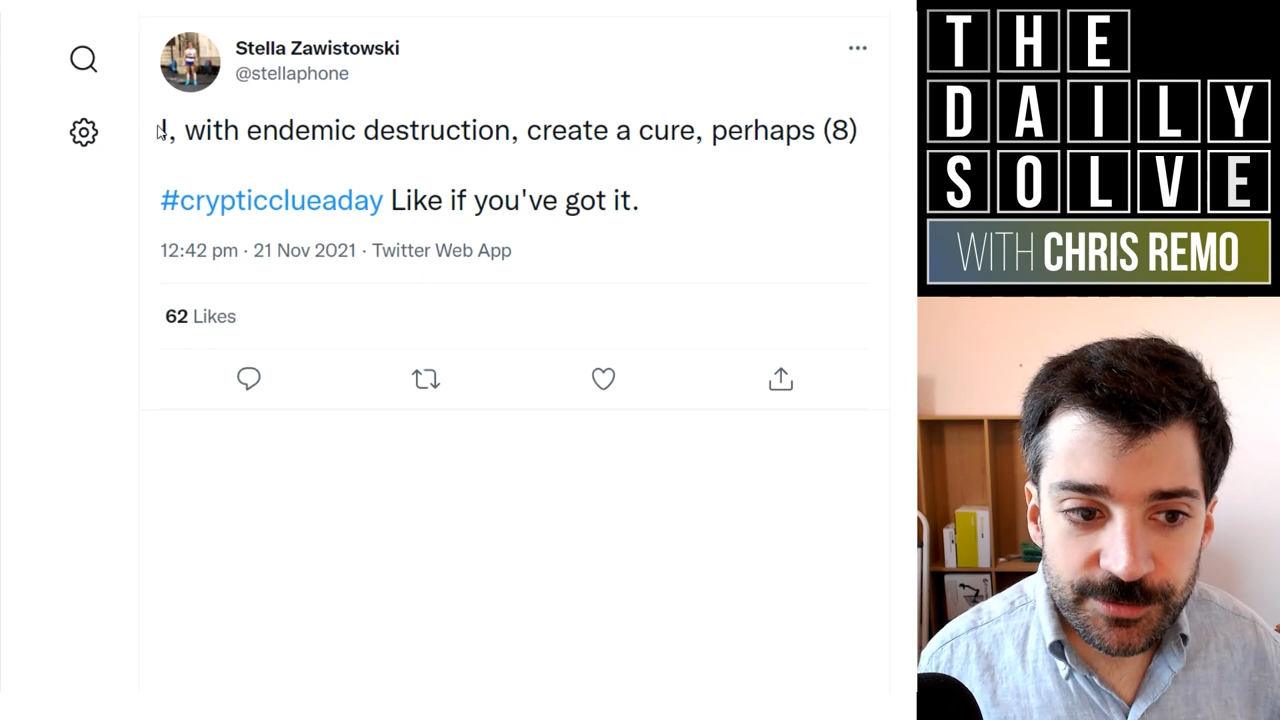 Stella Zawistowski
@stellaphone
I, with endemic destruction, create a cure, perhaps (8)
#crypticclueaday Like if you've got it.
12:42 pm · 21 Nov 2021 · Twitter Web App
62 Likes
THE
DAILY
SOLVE
WITH CHRIS REMO